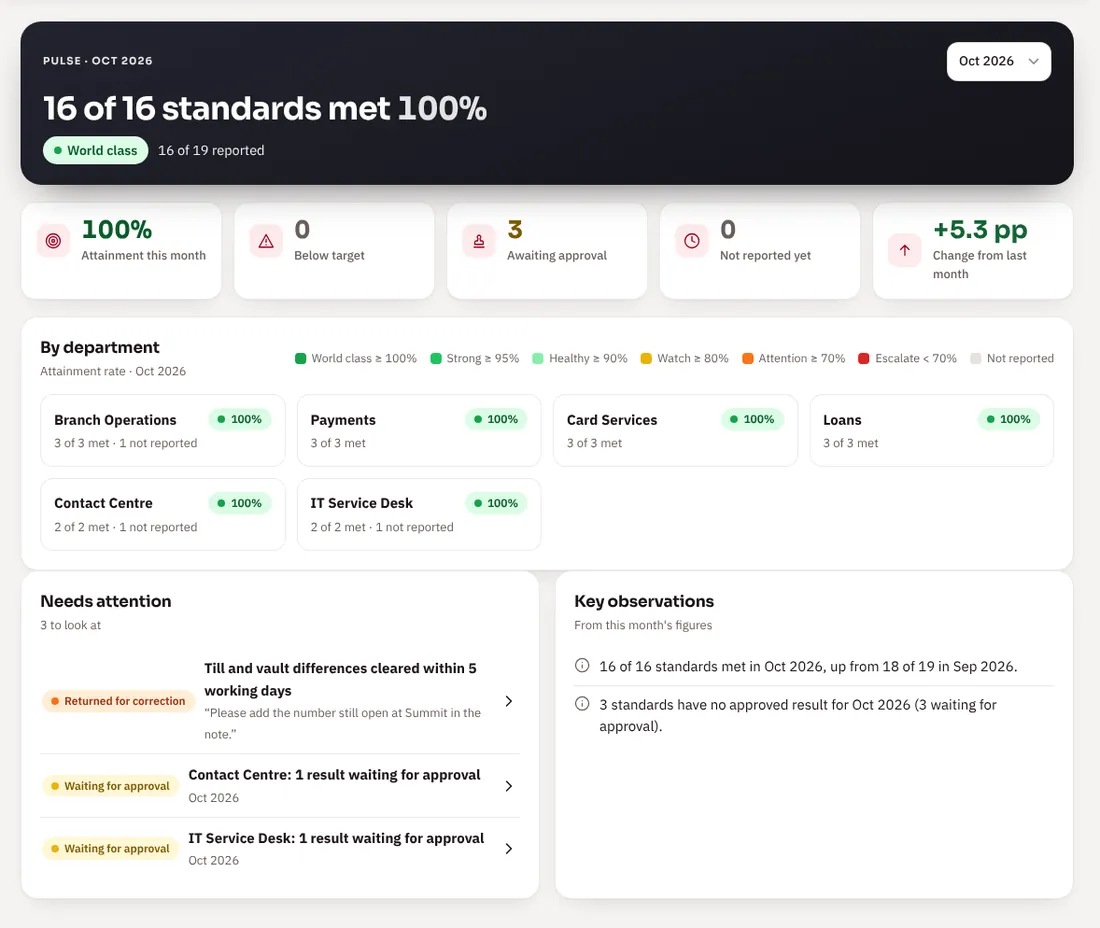 PULSE · OCT 2026
Oct 2026
16 of 16 standards met 100%
World class
16 of 19 reported
100%
Attainment this month
0
Below target
3
Awaiting approval
0
Not reported yet
+5.3 pp
Change from last
month
By department
Attainment rate · Oct 2026
World class ≥ 100%
Strong ≥ 95%
Healthy ≥ 90%
Watch ≥ 80%
Attention ≥ 70%
Escalate < 70%
Not reported
Branch Operations
100%
3 of 3 met · 1 not reported
Payments
100%
3 of 3 met
Card Services
100%
3 of 3 met
Loans
100%
3 of 3 met
Contact Centre
100%
2 of 2 met · 1 not reported
IT Service Desk
100%
2 of 2 met · 1 not reported
Needs attention
3 to look at
Returned for correction
Till and vault differences cleared within 5
working days
“Please add the number still open at Summit in the
note.”
Waiting for approval
Contact Centre: 1 result waiting for approval
Oct 2026
Waiting for approval
IT Service Desk: 1 result waiting for approval
Oct 2026
Key observations
From this month's figures
16 of 16 standards met in Oct 2026, up from 18 of 19 in Sep 2026.
3 standards have no approved result for Oct 2026 (3 waiting for
approval).